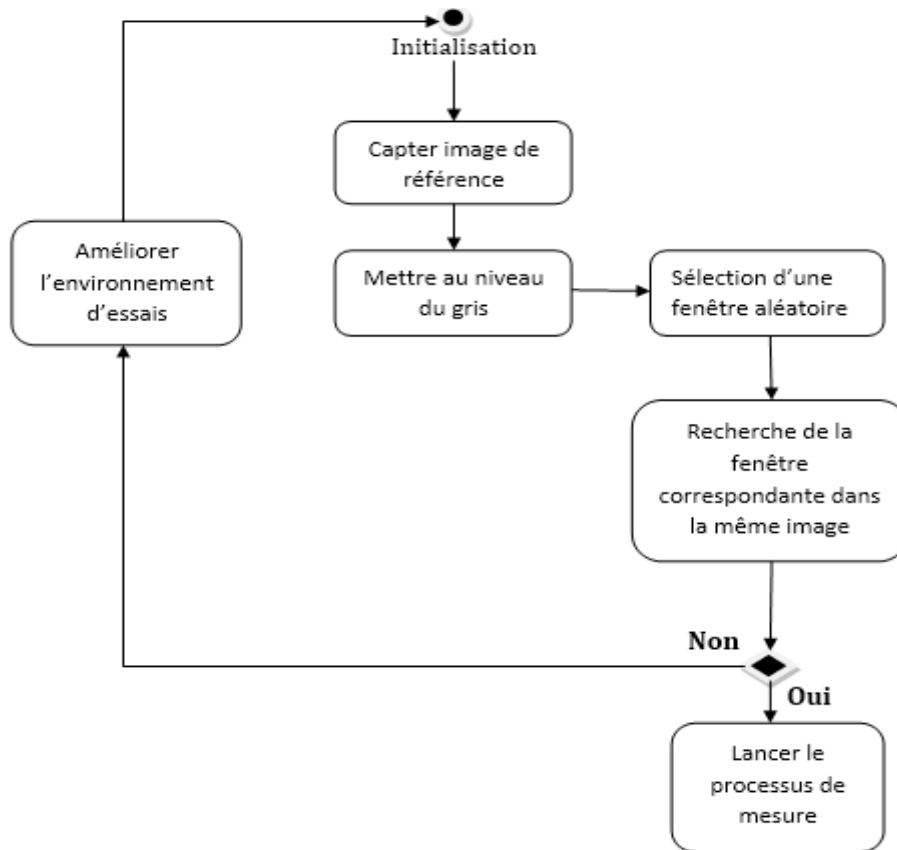 Initialisation
Capter image de
référence
Mettre au niveau
du gris
Sélection d’une
fenêtre aléatoire
Recherche de la
fenêtre
correspondante dans
la même image
Non
Oui
Lancer le
processus de
mesure
Améliorer
l’environnement
d’essais